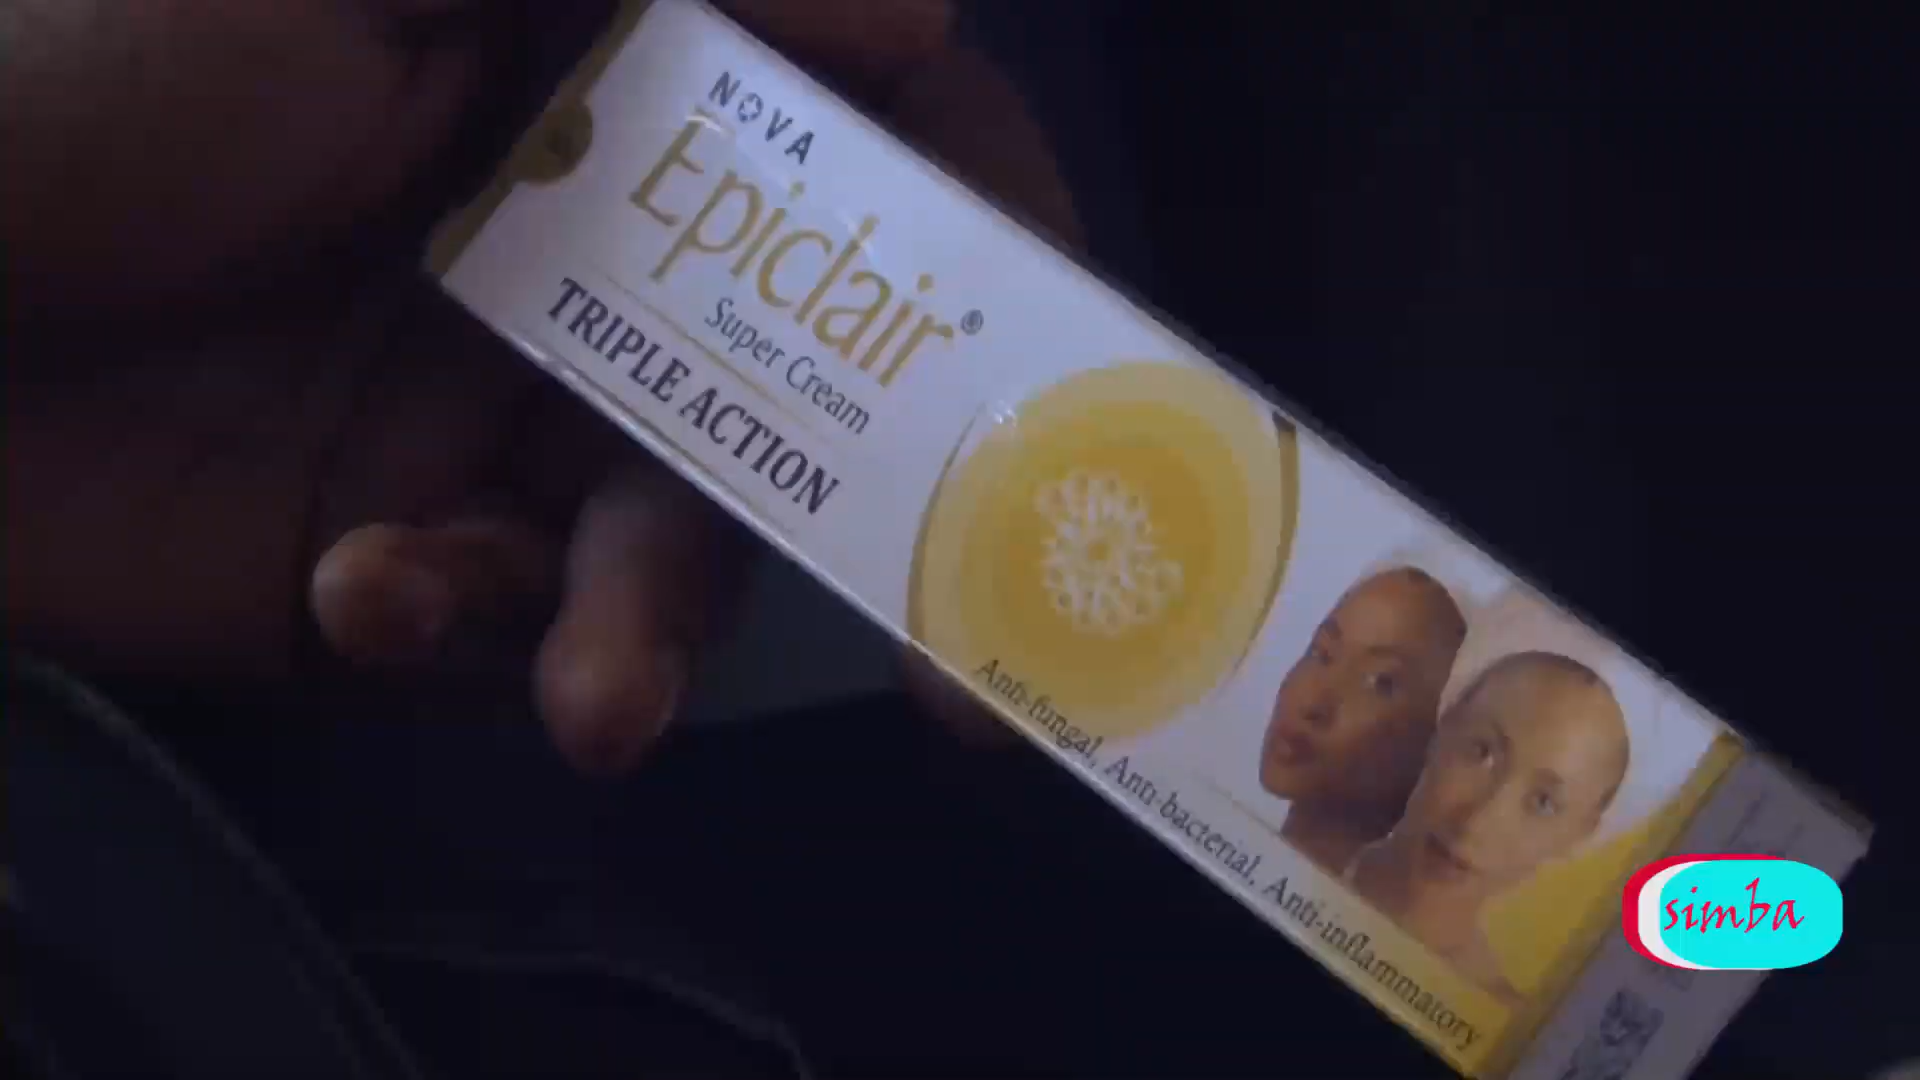 NOVA
Epiclair®
Super Cream
TRIPLE ACTION
Anti-fungal, Anti-bacterial, Anti-inflammatory
simba